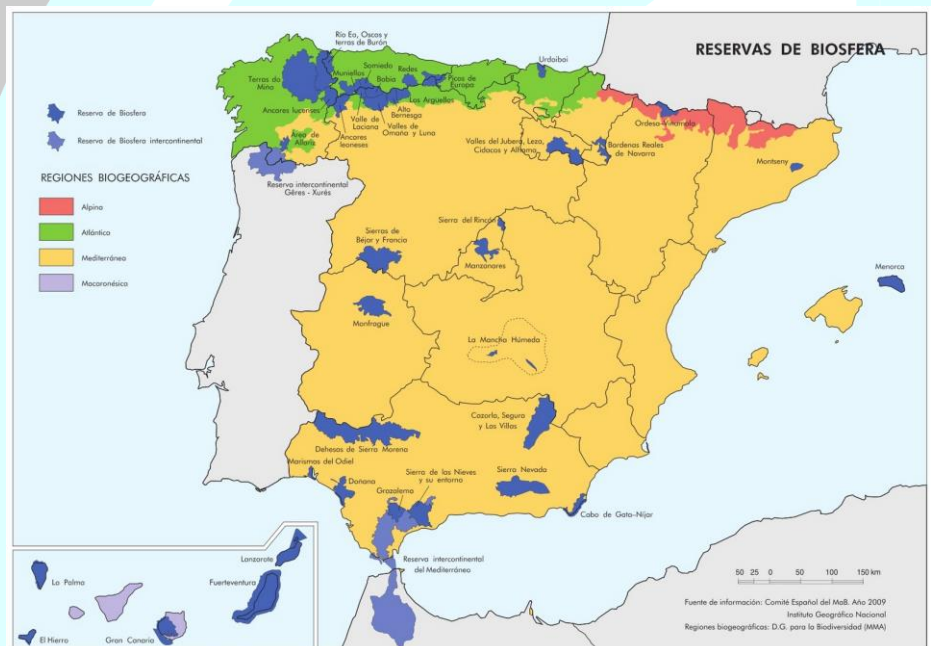 RESERVAS DE BIOSFERA
Reserva de Biosfera
Reserva de Biosfera intercontinental
REGIONES BIOGEOGRÁFICAS
Alpina
Atlántica
Mediterránea
Macaronésica
Río Eo, Oscos y
terras de Burón
Terras do
Miño
Muniellos
Somiedo
Babia
Redes
Picos de
Europa
Urdaibai
Ancares lucenses
Los Argüellos
Alto
Bernesga
Valle de
Laciana
Valles de
Omaña y Luna
Ancares
leoneses
Área de
Allariz
Reserva intercontinental
Gêres - Xurés
Valles del Jubera, Leza,
Cidacos y Alhama
Bardenas Reales
de Navarra
Ordesa-Viñamala
Montseny
Sierra del Rincón
Sierras de
Béjar y Francia
Manzanares
Menorca
Monfrague
La Mancha Húmeda
Cazorla, Segura
y Las Villas
Dehesas de Sierra Morena
Marismas del Odiel
Doñana
Sierra de las Nieves
y su entorno
Grazalema
Sierra Nevada
Cabo de Gata-Níjar
Reserva intercontinental
del Mediterráneo
La Palma
El Hierro
Gran Canaria
Lanzarote
Fuerteventura
50 25 0 50 100 150 km
Fuente de información: Comité Español del MaB. Año 2009
Instituto Geográfico Nacional
Regiones biogeográficas: D.G. para la Biodiversidad (MMA)